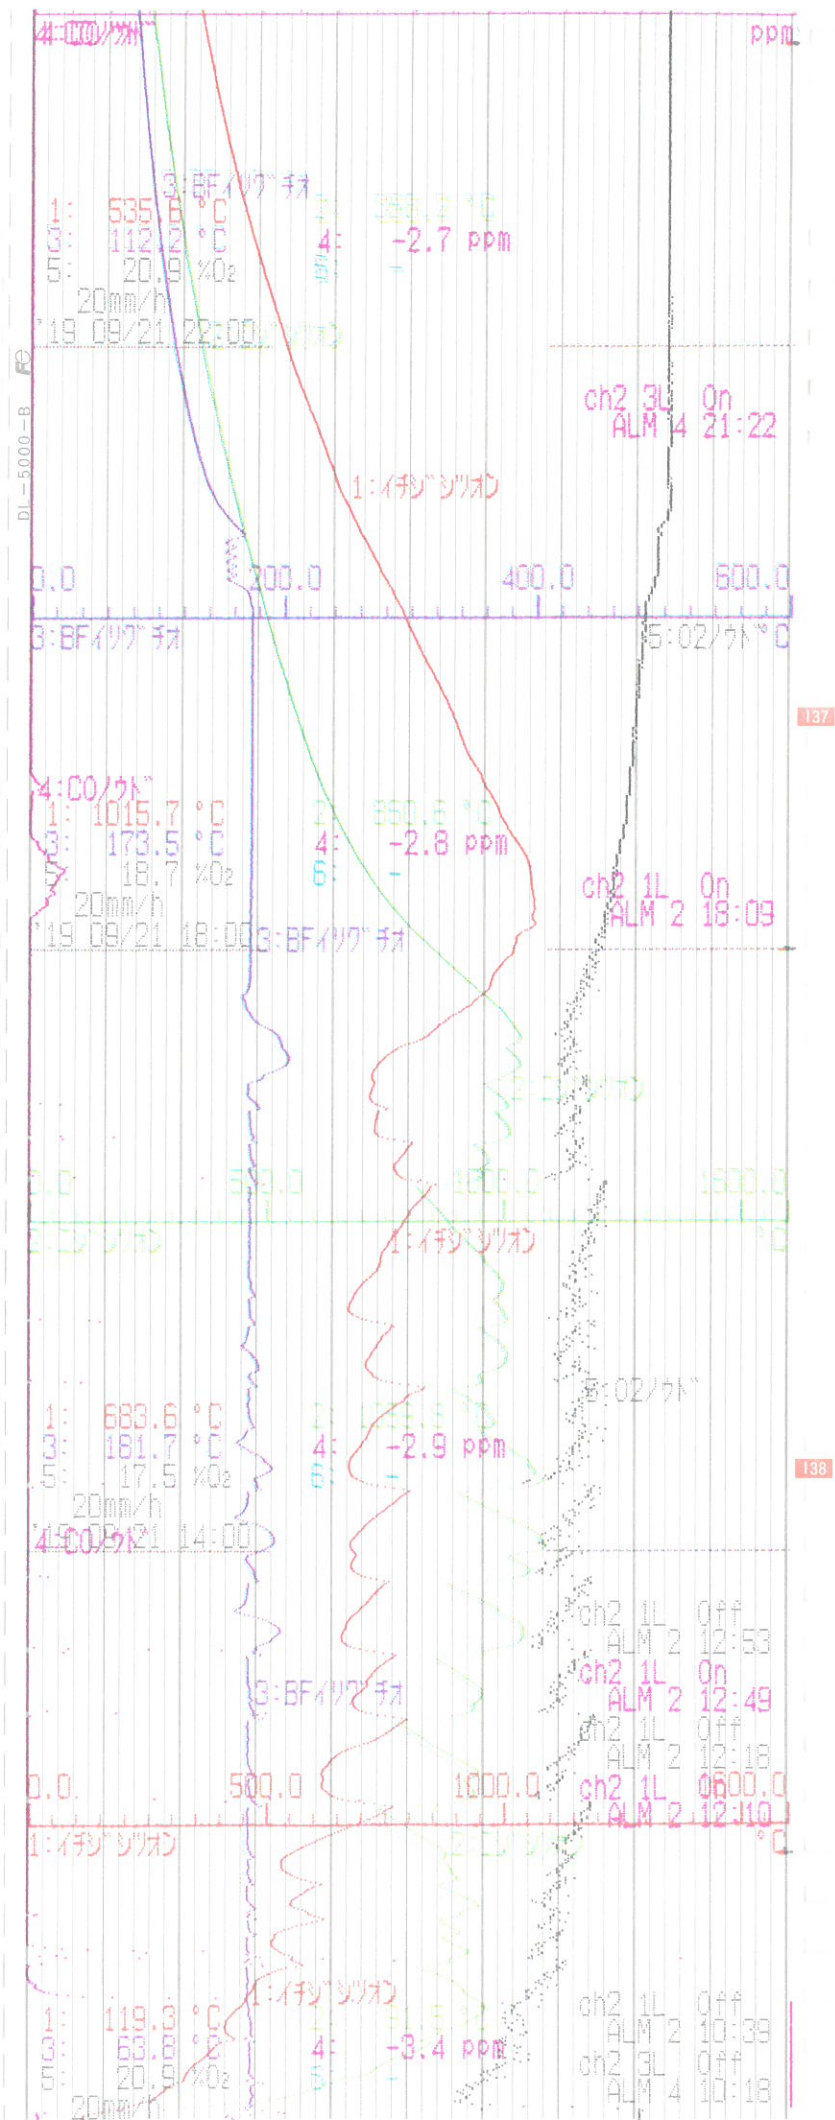 ppm
3:BFイリグチオ
1: 535.6 °C
3: 112.2 °C
4: -2.7 ppm
5: 20.9 %O₂
6: -
20mm/h
'19 09/21 22:00
DL-5000-B
ch2 3L On
ALM 4 21:22
1:イチジシツオン
0.0 200.0 400.0 600.0
3:BFイリグチオ
5:O2ノウド °C
137
4:COノウド
1: 1015.7 °C
3: 173.5 °C
4: -2.8 ppm
5: 18.7 %O₂
6: -
20mm/h
'19 09/21 18:00
3:BFイリグチオ
ch2 1L On
ALM 2 18:09
1:イチジシツオン
5:O2ノウド
1: 683.6 °C
3: 181.7 °C
4: -2.9 ppm
5: 17.5 %O₂
6: -
138
20mm/h
'19 09/21 14:00
4:COノウド
ch2 1L Off
ALM 2 12:53
ch2 1L On
ALM 2 12:49
3:BFイリグチオ
ch2 1L Off
ALM 2 12:18
ch2 1L On
ALM 2 12:10
0.0 500.0 1000.0 1600.0
1:イチジシツオン
°C
1:イチジシツオン
1: 119.3 °C
3: 63.8 °C
4: -3.4 ppm
5: 20.9 %O₂
20mm/h
ch2 1L Off
ALM 2 10:39
ch2 3L Off
ALM 4 10:18